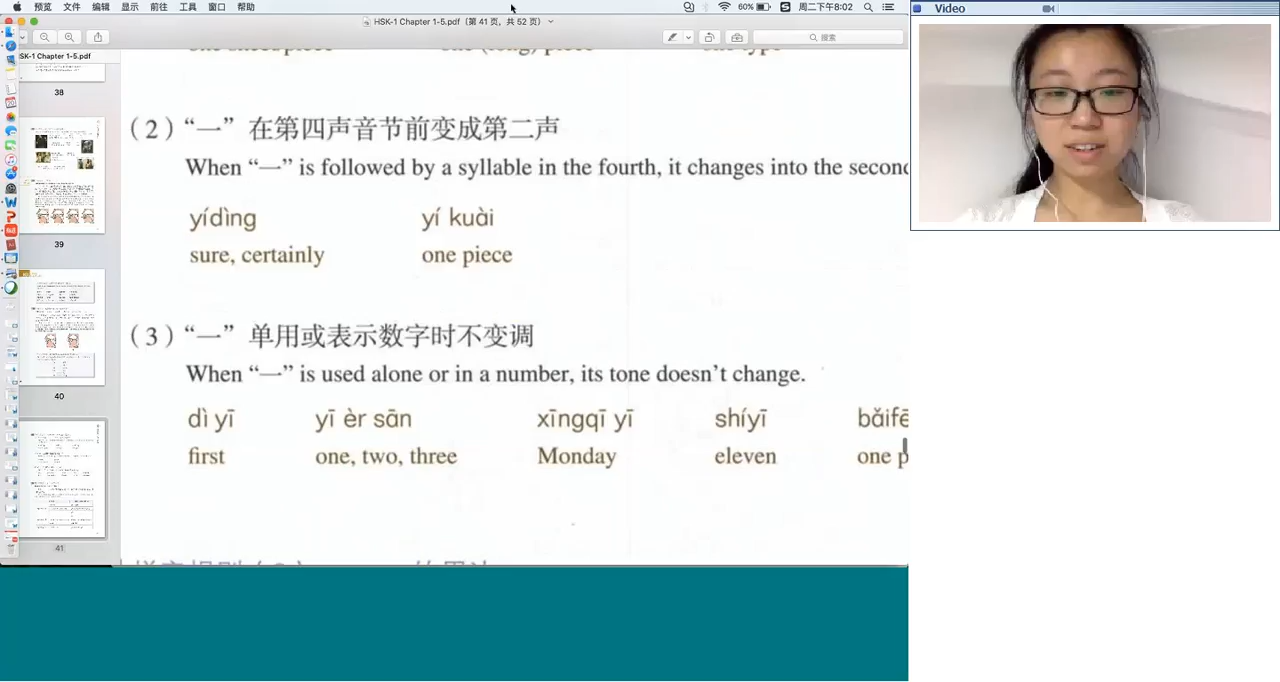 预览 文件 编辑 显示 前往 工具 窗口 帮助
60% 周二下午8:02
HSK-1 Chapter 1-5.pdf（第 41 页，共 52 页）
搜索
SK-1 Chapter 1-5.pdf
38
39
40
41
（2）“一” 在第四声音节前变成第二声
When “一” is followed by a syllable in the fourth, it changes into the second
yídìng yí kuài
sure, certainly one piece
（3）“一” 单用或表示数字时不变调
When “一” is used alone or in a number, its tone doesn’t change.
dì yī yī èr sān xīngqī yī shíyī bǎifē
first one, two, three Monday eleven one p
Video